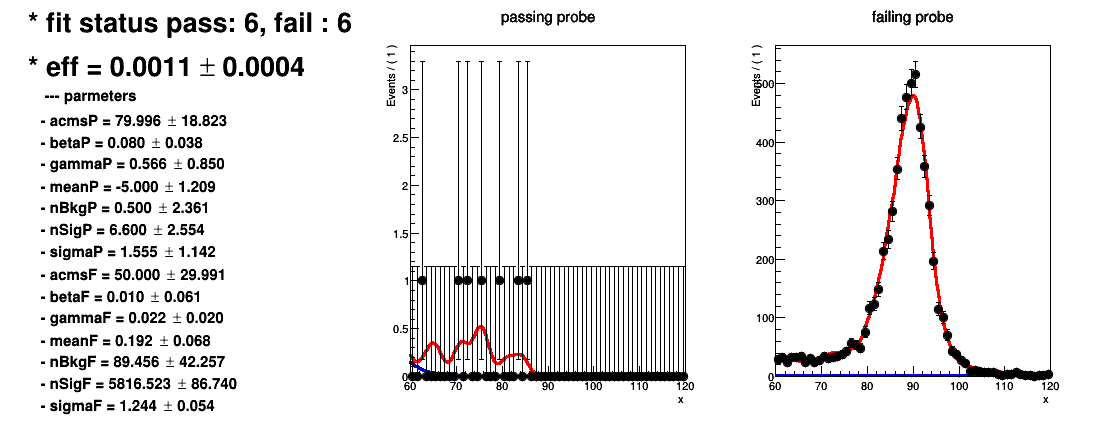 * fit status pass: 6, fail : 6
* eff = 0.0011 ± 0.0004
--- parmeters
- acmsP = 79.996 ± 18.823
- betaP = 0.080 ± 0.038
- gammaP = 0.566 ± 0.850
- meanP = -5.000 ± 1.209
- nBkgP = 0.500 ± 2.361
- nSigP = 6.600 ± 2.554
- sigmaP = 1.555 ± 1.142
- acmsF = 50.000 ± 29.991
- betaF = 0.010 ± 0.061
- gammaF = 0.022 ± 0.020
- meanF = 0.192 ± 0.068
- nBkgF = 89.456 ± 42.257
- nSigF = 5816.523 ± 86.740
- sigmaF = 1.244 ± 0.054
passing probe
Events / ( 1 )
3
2.5
2
1.5
1
0.5
0
60 70 80 90 100 110 120
x
failing probe
Events / ( 1 )
500
400
300
200
100
0
60 70 80 90 100 110 120
x